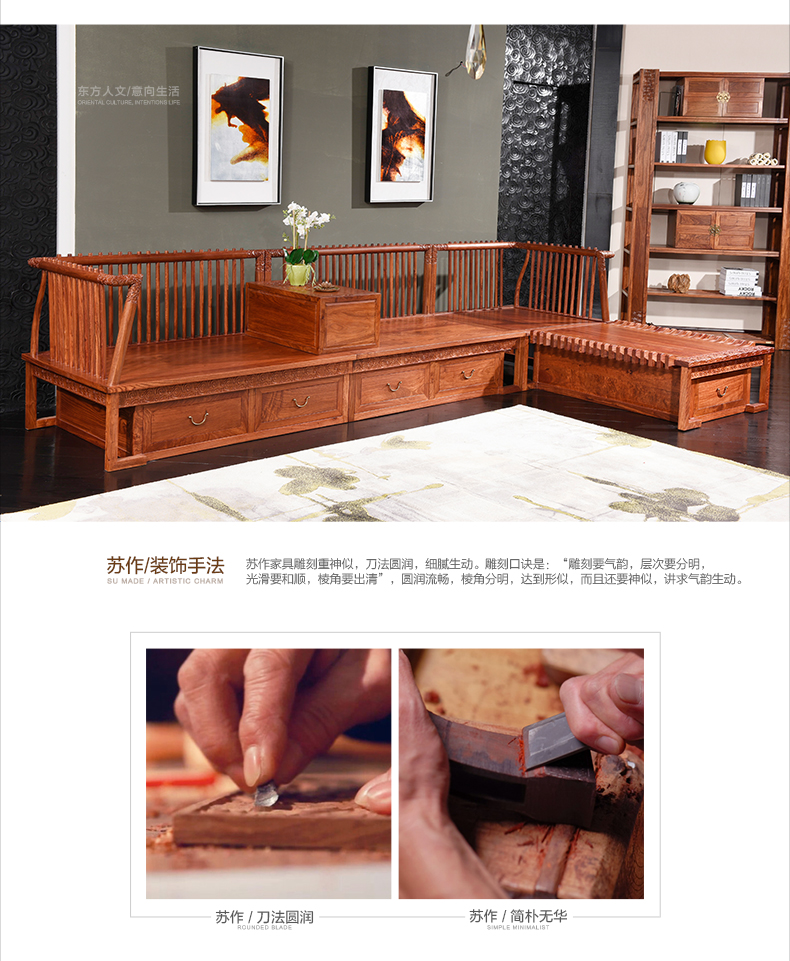 东方人文/意向生活
ORIENTAL CULTURE, INTENTIONS LIFE
ROCKY
苏作/装饰手法
SU MADE / ARTISTIC CHARM
苏作家具雕刻重神似，刀法圆润，细腻生动。雕刻口诀是：“雕刻要气韵，层次要分明，
光滑要和顺，棱角要出清”，圆润流畅，棱角分明，达到形似，而且还要神似，讲求气韵生动。
苏作 / 刀法圆润
ROUNDED BLADE
苏作 / 简朴无华
SIMPLE MINIMALIST